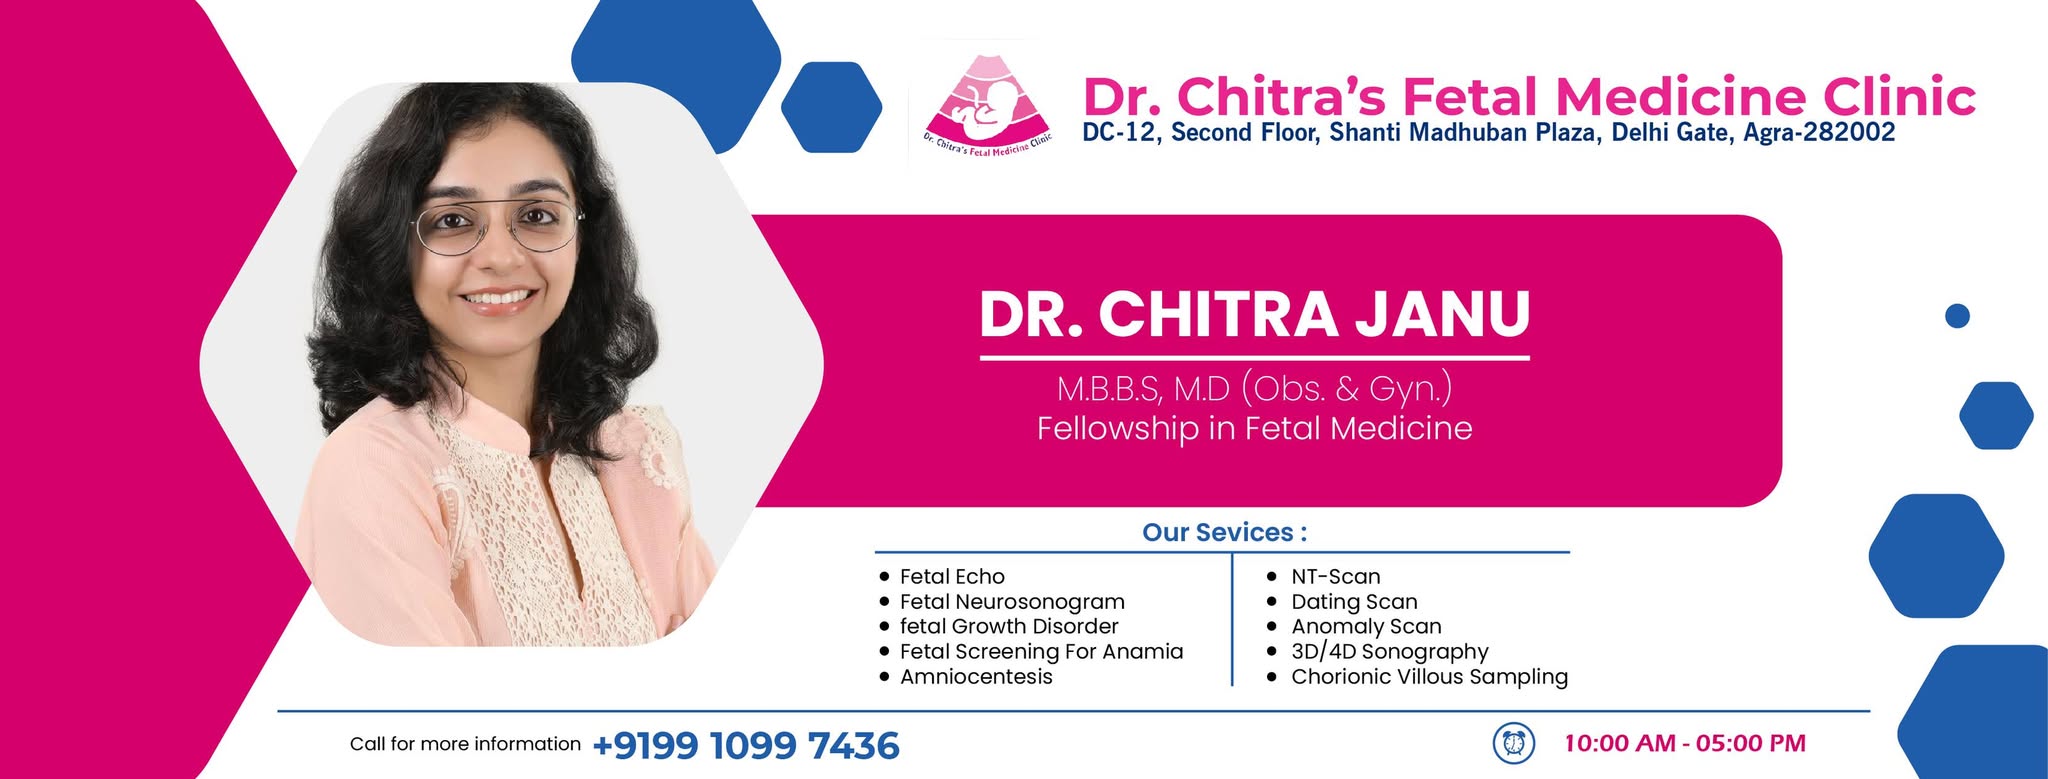 Dr. Chitra's Fetal Medicine Clinic
Dr. Chitra’s Fetal Medicine Clinic
DC-12, Second Floor, Shanti Madhuban Plaza, Delhi Gate, Agra-282002
DR. CHITRA JANU
M.B.B.S, M.D (Obs. & Gyn.)
Fellowship in Fetal Medicine
Our Sevices :
• Fetal Echo
• Fetal Neurosonogram
• fetal Growth Disorder
• Fetal Screening For Anamia
• Amniocentesis
• NT-Scan
• Dating Scan
• Anomaly Scan
• 3D/4D Sonography
• Chorionic Villous Sampling
Call for more information +9199 1099 7436
10:00 AM - 05:00 PM